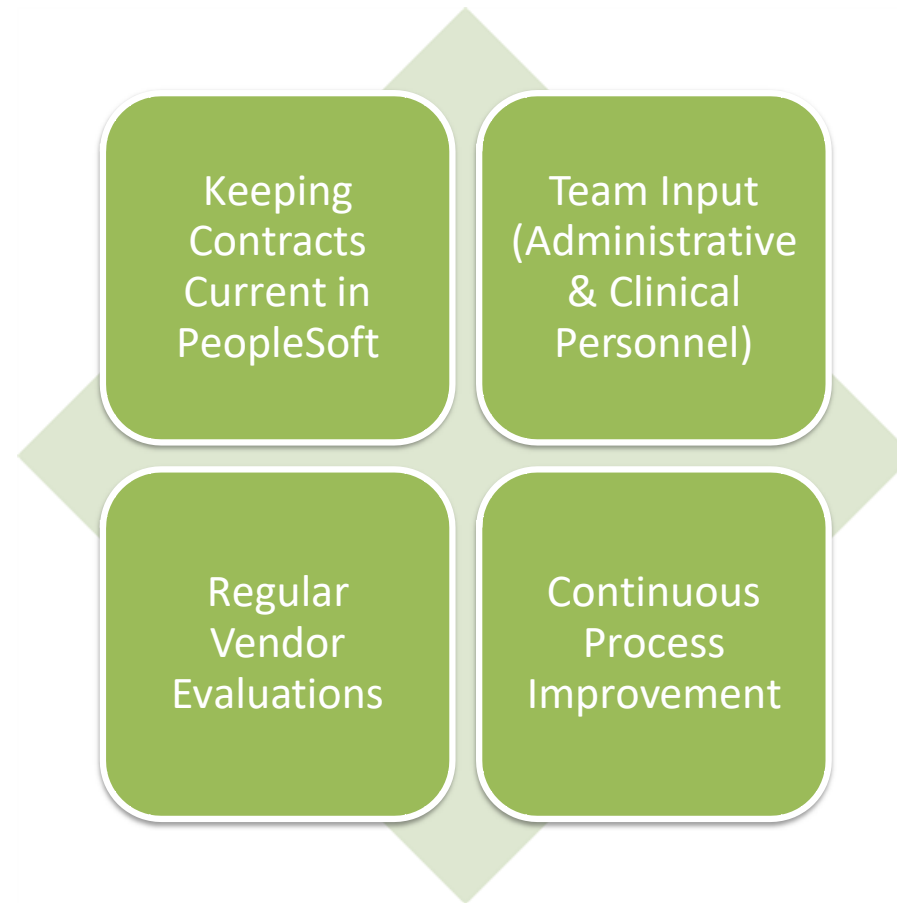 Keeping
Contracts
Current in
PeopleSoft
Team Input
(Administrative
& Clinical
Personnel)
Regular
Vendor
Evaluations
Continuous
Process
Improvement